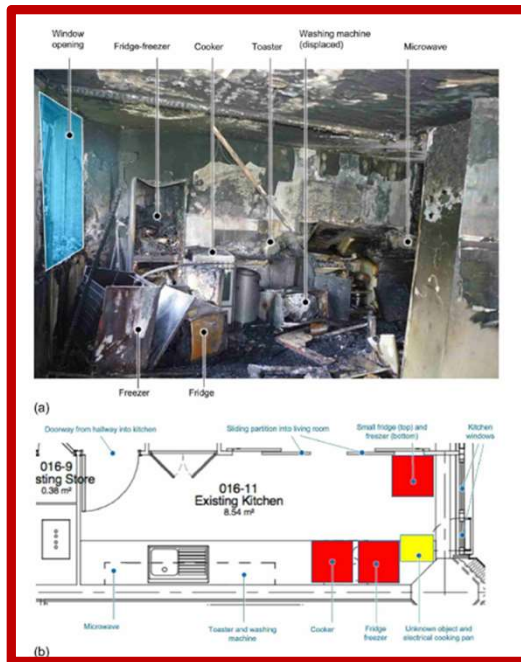 Window
opening
Fridge-freezer
Cooker
Toaster
Washing machine
(displaced)
Microwave
Freezer
Fridge
(a)
Doorway from hallway into kitchen
Sliding partition into living room
Small fridge (top) and
freezer (bottom)
Kitchen
windows
016-9
sting Store
0.38 m²
016-11
Existing Kitchen
8.54 m²
Microwave
Toaster and washing
machine
Cooker
Fridge
freezer
Unknown object and
electrical cooking pan
(b)